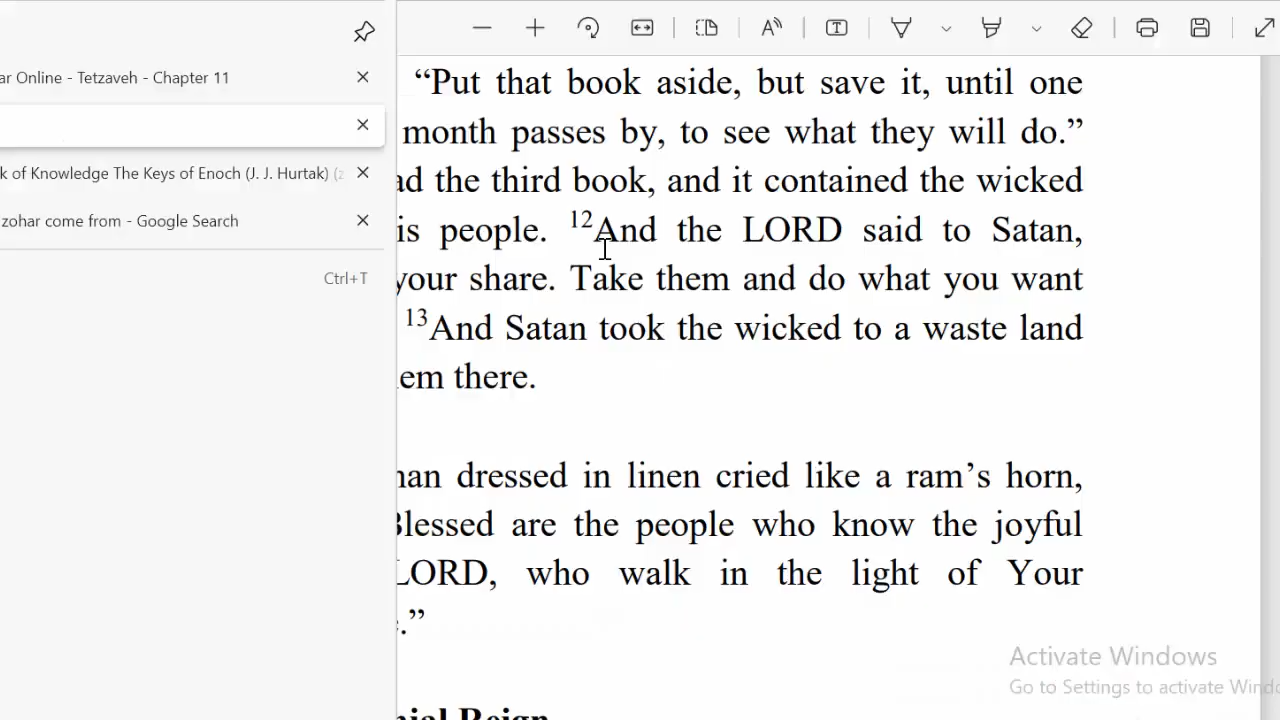 ar Online - Tetzaveh - Chapter 11
k of Knowledge The Keys of Enoch (J. J. Hurtak) (z
zohar come from - Google Search
Ctrl+T
“Put that book aside, but save it, until one
month passes by, to see what they will do.”
ad the third book, and it contained the wicked
is people. 12And the LORD said to Satan,
your share. Take them and do what you want
13And Satan took the wicked to a waste land
em there.
man dressed in linen cried like a ram’s horn,
Blessed are the people who know the joyful
LORD, who walk in the light of Your
.”
nial Reign
Activate Windows
Go to Settings to activate Windo